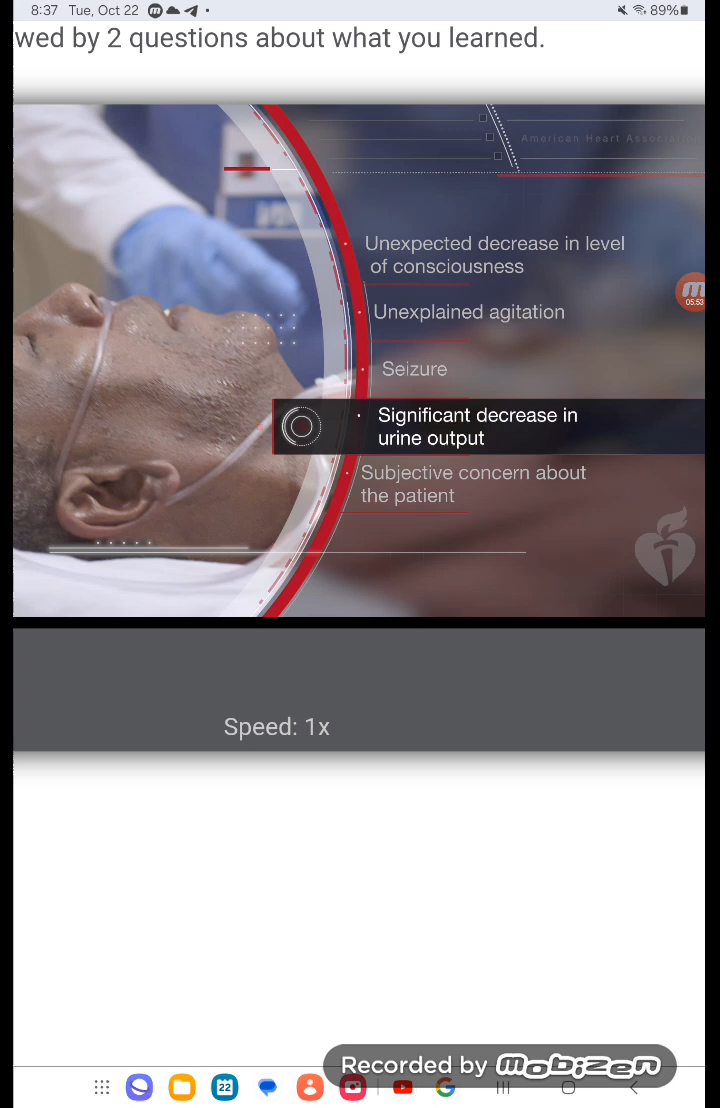 8:37 Tue, Oct 22
89%
wed by 2 questions about what you learned.
American Heart Association
Unexpected decrease in level
of consciousness
Unexplained agitation
05:53
Seizure
Significant decrease in
urine output
Subjective concern about
the patient
Speed: 1x
Recorded by mobizen
22